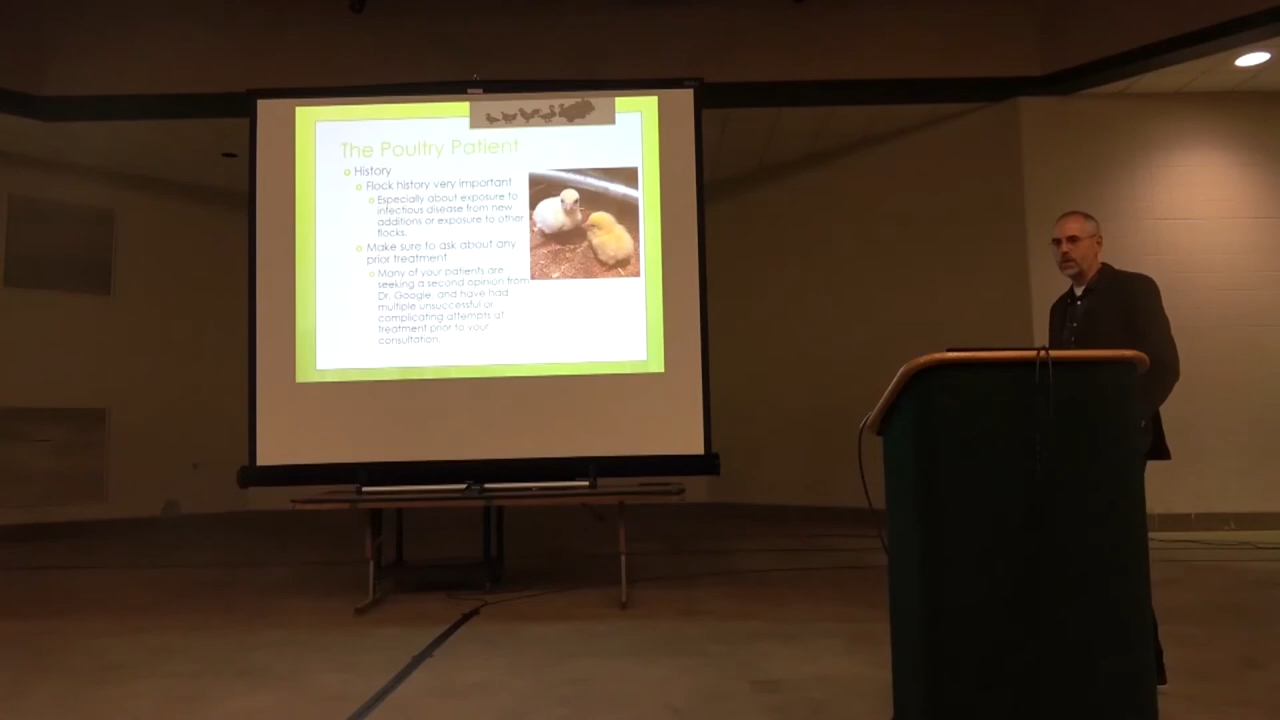 The Poultry Patient
History
Flock history very important
Especially about exposure to
infectious disease from new
additions or exposure to other
flocks.
Make sure to ask about any
prior treatment
Many of your patients are
seeking a second opinion from
Dr. Google, and have had
multiple unsuccessful or
complicating attempts at
treatment prior to your
consultation.